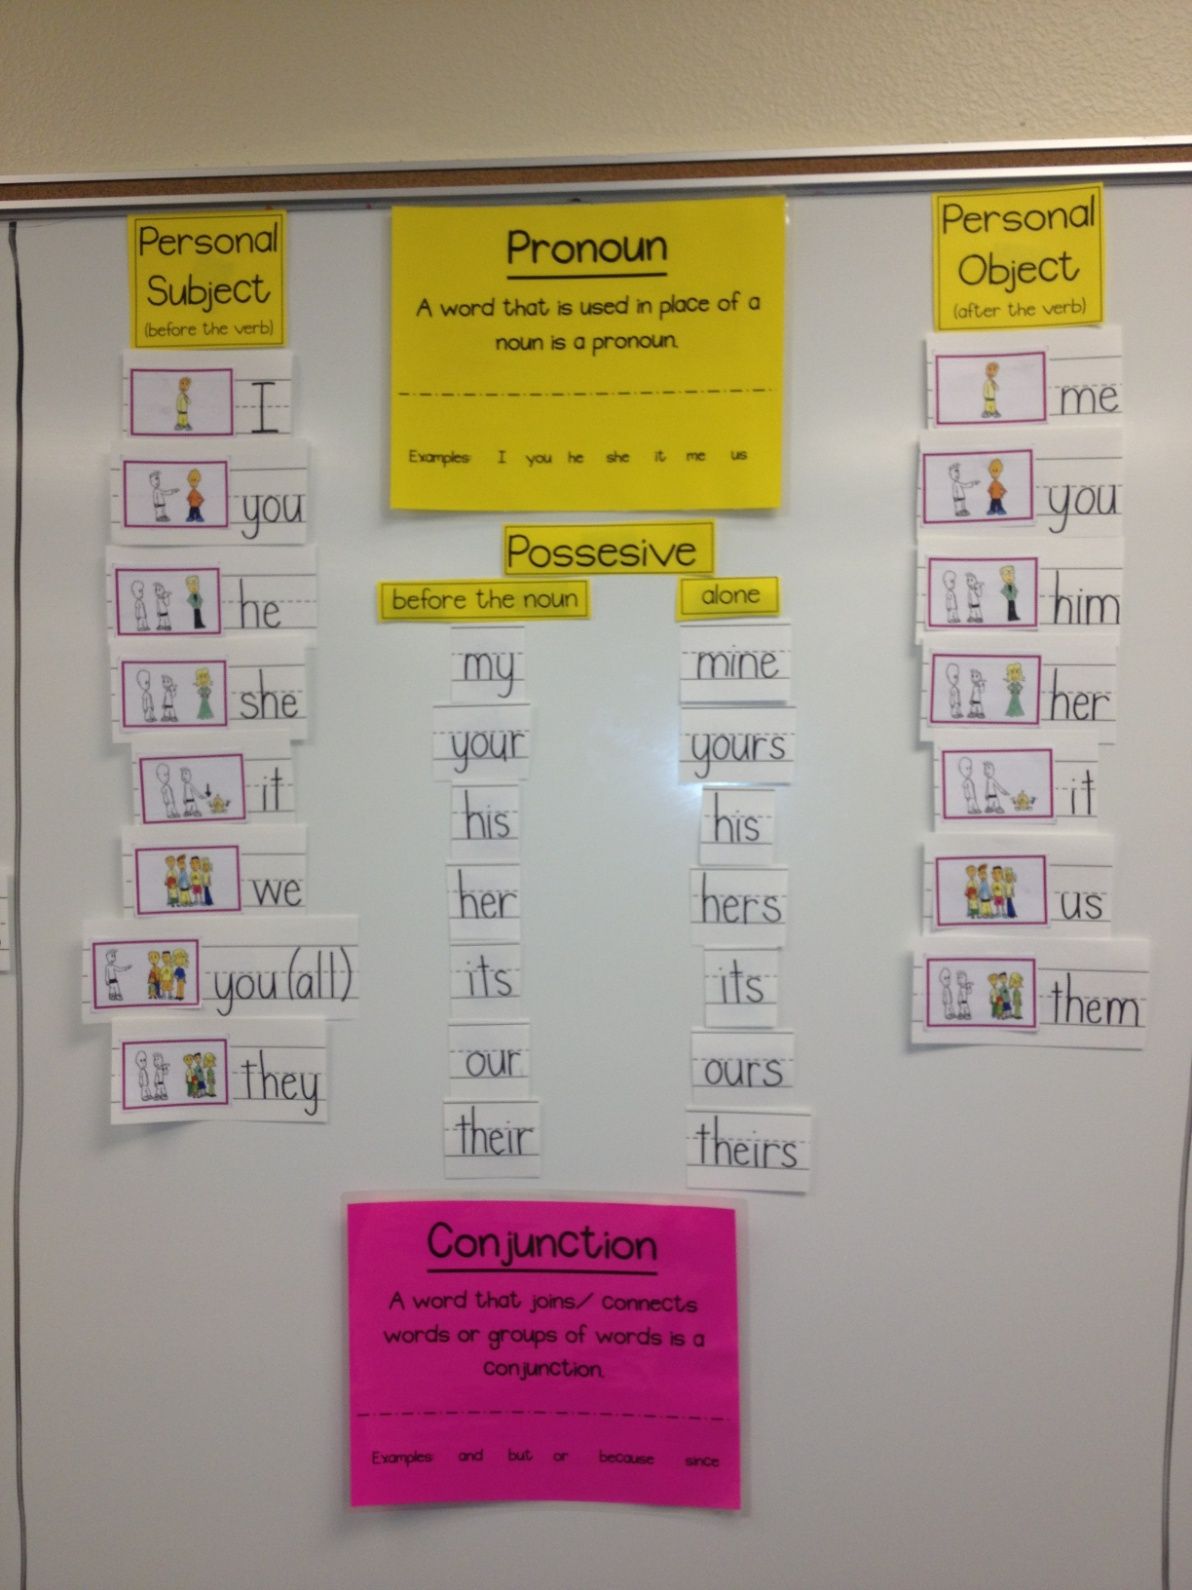 Personal
Subject
(before the verb)
I
you
he
she
it
we
you (all)
they
Pronoun
A word that is used in place of a
noun is a pronoun.
Examples: I you he she it me us
Possesive
before the noun
my
your
his
her
its
our
their
alone
mine
yours
his
hers
its
ours
theirs
Personal
Object
(after the verb)
me
you
him
her
it
us
them
Conjunction
A word that joins/ connects
words or groups of words is a
conjunction.
Examples: and but or because since